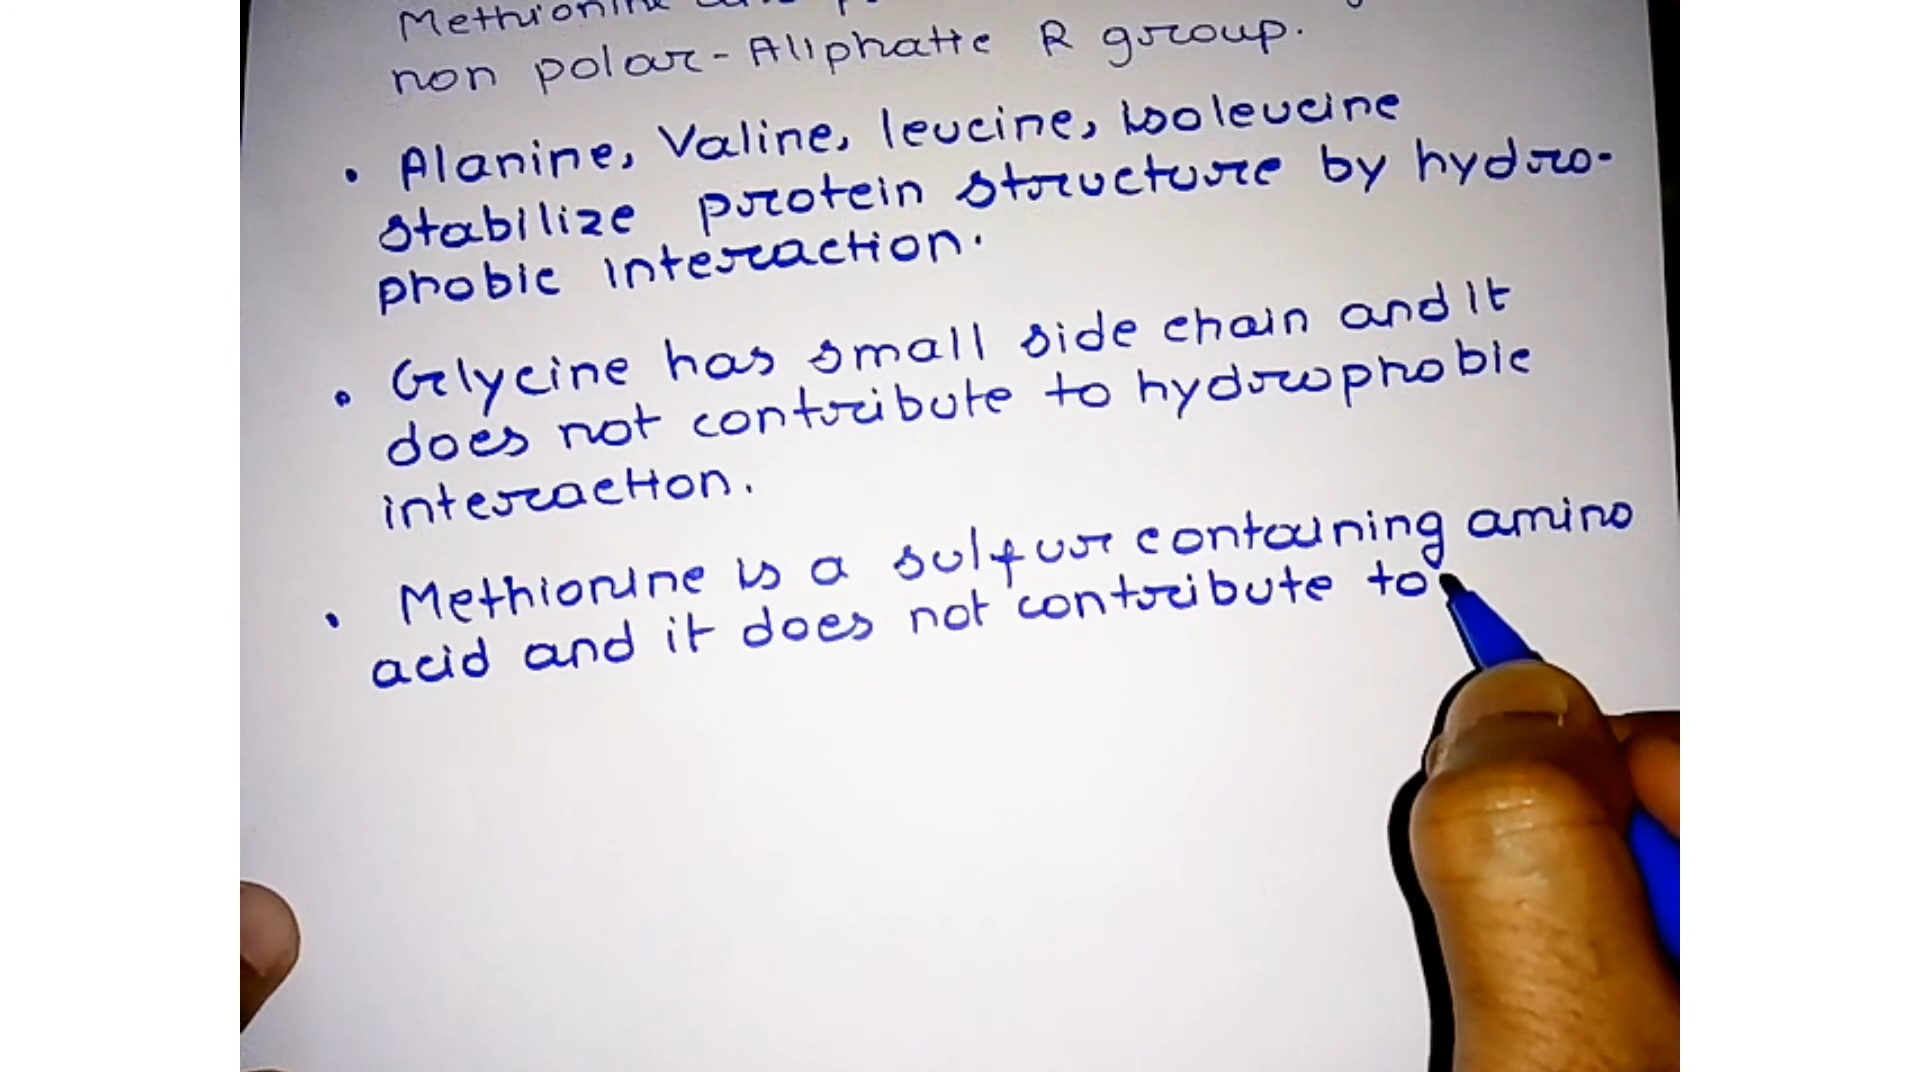 Methionine
non polar-Aliphatic R group.
• Alanine, Valine, leucine, isoleucine
stabilize protein structure by hydro-
phobic interaction.
• Glycine has small side chain and it
does not contribute to hydrophobic
interaction.
• Methionine is a sulfur containing amino
acid and it does not contribute to